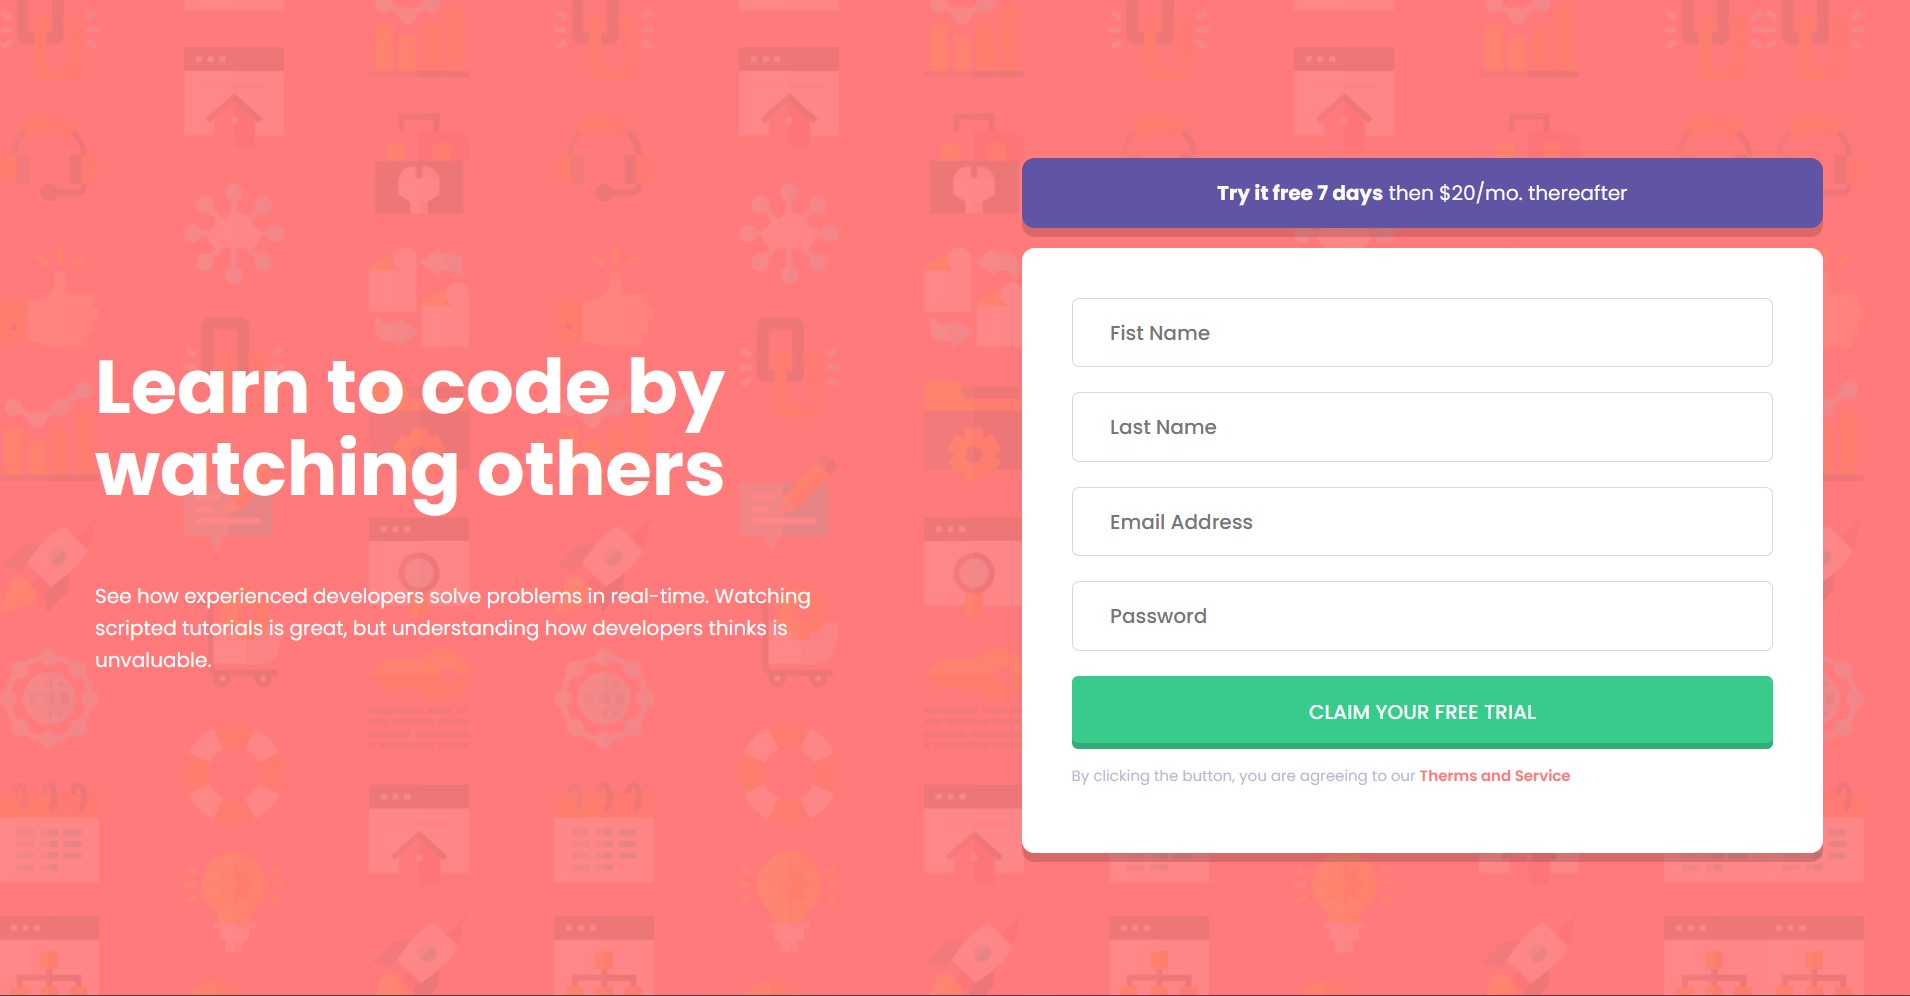 Learn to code by
watching others
See how experienced developers solve problems in real-time. Watching
scripted tutorials is great, but understanding how developers thinks is
unvaluable.
Try it free 7 days then $20/mo. thereafter
Fist Name
Last Name
Email Address
Password
CLAIM YOUR FREE TRIAL
By clicking the button, you are agreeing to our Therms and Service